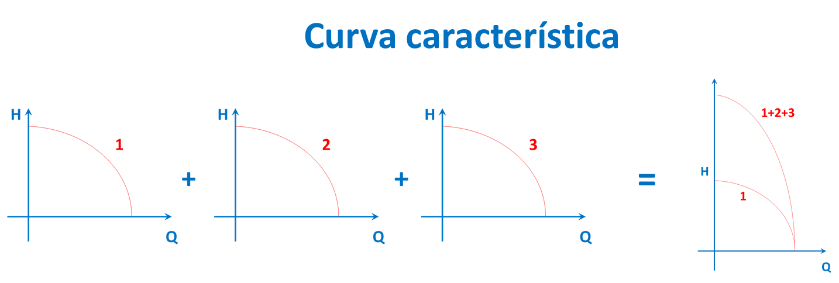 Curva característica
H
1
Q
+
H
2
Q
+
H
3
Q
=
1+2+3
H
1
Q